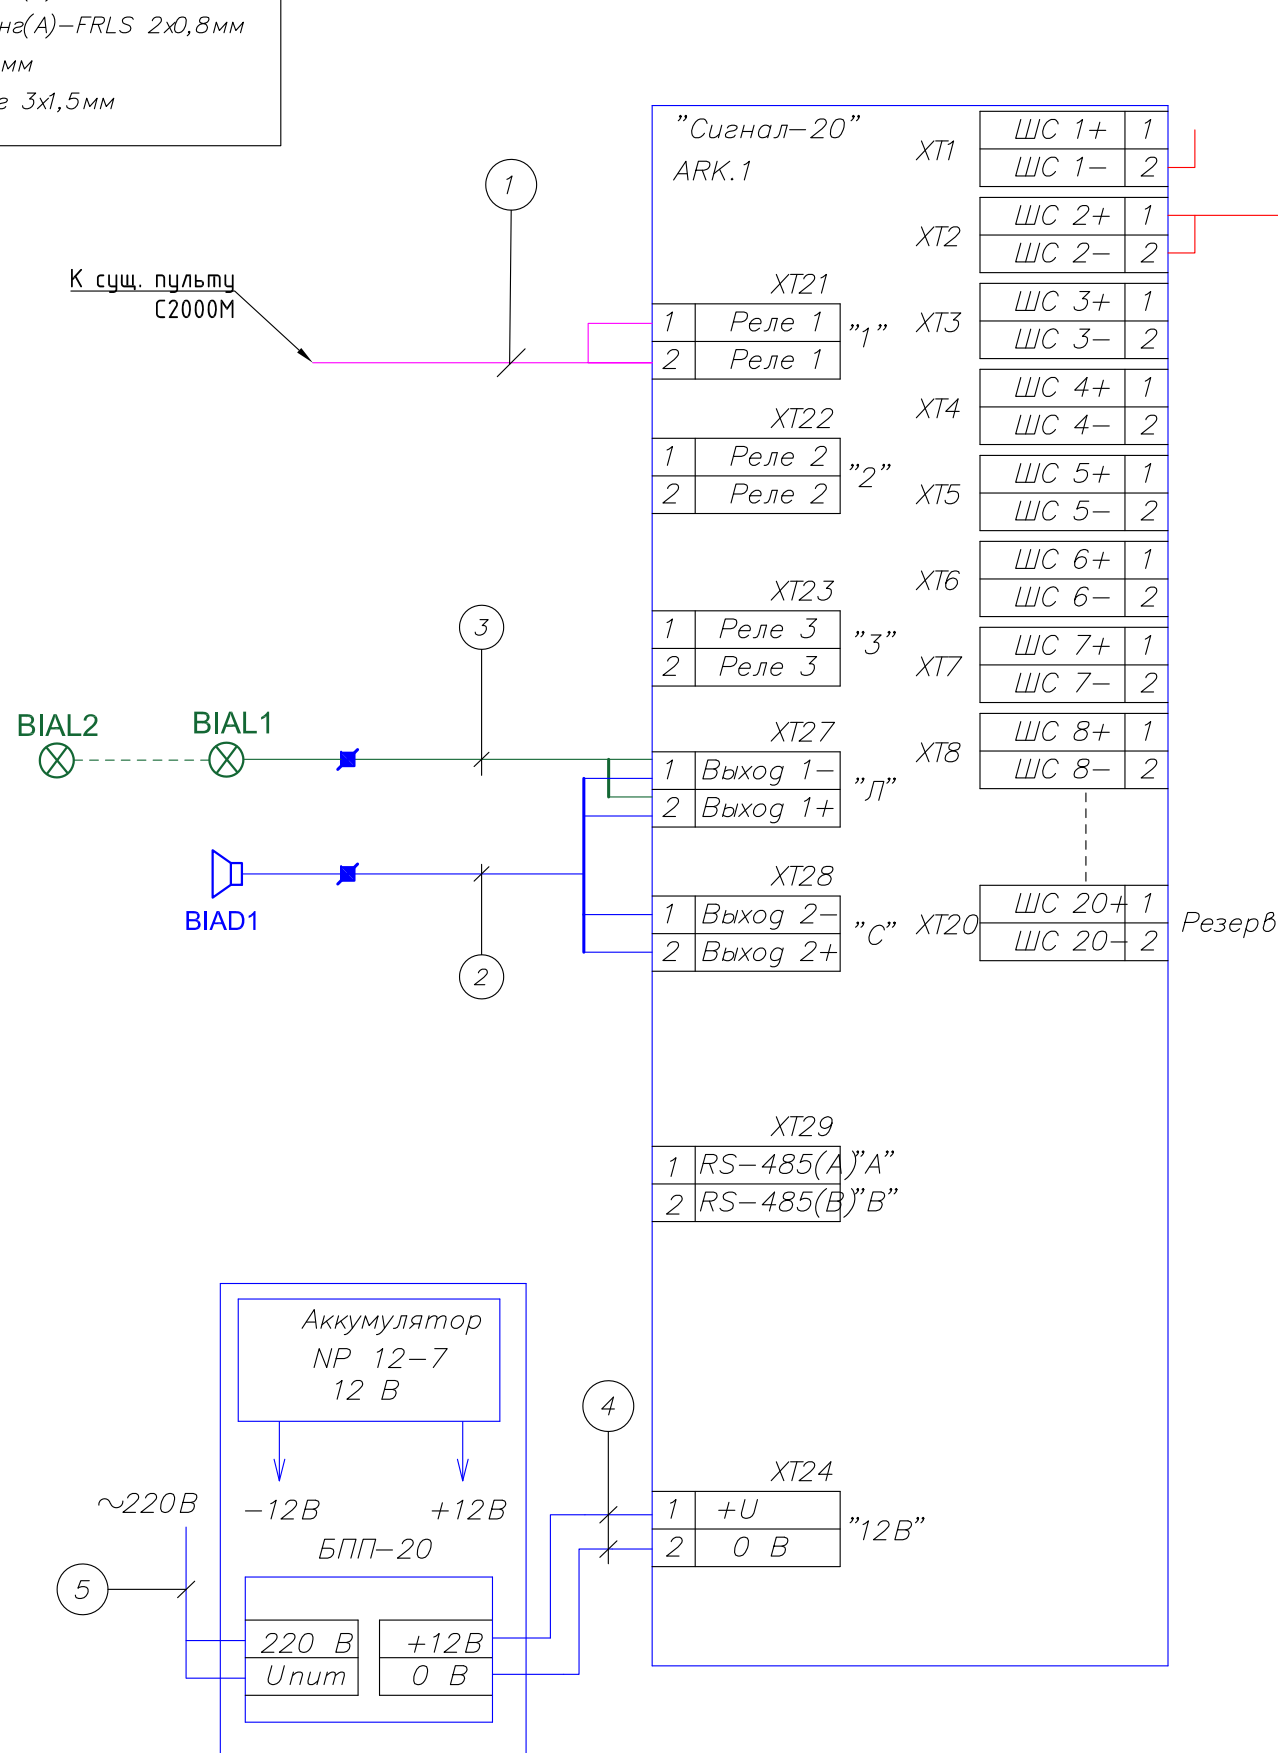 нг(А)-FRLS 2х0,8мм
мм
3х1,5мм
"Сигнал-20"
ARK.1
1
К сущ. пульту
С2000М
XT21
1 Реле 1
2 Реле 1
"1"
XT22
1 Реле 2
2 Реле 2
"2"
XT23
1 Реле 3
2 Реле 3
"3"
3
BIAL2
BIAL1
XT27
1 Выход 1-
2 Выход 1+
"Л"
BIAD1
2
XT28
1 Выход 2-
2 Выход 2+
"С"
XT29
1 RS-485(А) "А"
2 RS-485(В) "В"
XT1
ШС 1+ 1
ШС 1- 2
XT2
ШС 2+ 1
ШС 2- 2
XT3
ШС 3+ 1
ШС 3- 2
XT4
ШС 4+ 1
ШС 4- 2
XT5
ШС 5+ 1
ШС 5- 2
XT6
ШС 6+ 1
ШС 6- 2
XT7
ШС 7+ 1
ШС 7- 2
XT8
ШС 8+ 1
ШС 8- 2
XT20
ШС 20+ 1
ШС 20- 2
Резерв
Аккумулятор
NP 12-7
12 В
-12В
+12В
~220В
БПП-20
5
220 В
Uпит
+12В
0 В
4
XT24
1 +U
2 0 В
"12В"